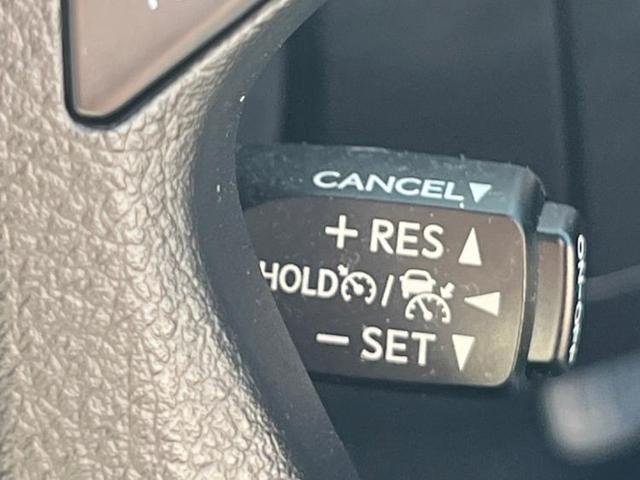 CANCEL▼
+ RES ▲
HOLD / ◀
− SET ▼
ON-OFF